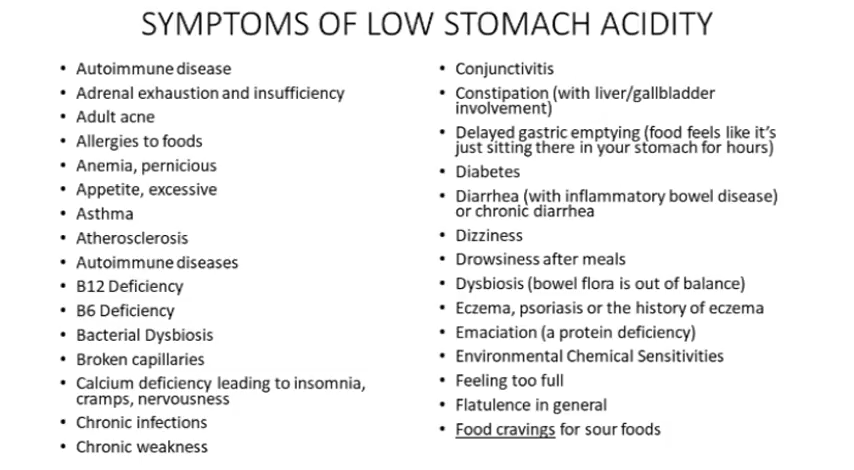 SYMPTOMS OF LOW STOMACH ACIDITY
• Autoimmune disease
• Adrenal exhaustion and insufficiency
• Adult acne
• Allergies to foods
• Anemia, pernicious
• Appetite, excessive
• Asthma
• Atherosclerosis
• Autoimmune diseases
• B12 Deficiency
• B6 Deficiency
• Bacterial Dysbiosis
• Broken capillaries
• Calcium deficiency leading to insomnia,
cramps, nervousness
• Chronic infections
• Chronic weakness
• Conjunctivitis
• Constipation (with liver/gallbladder
involvement)
• Delayed gastric emptying (food feels like it's
just sitting there in your stomach for hours)
• Diabetes
• Diarrhea (with inflammatory bowel disease)
or chronic diarrhea
• Dizziness
• Drowsiness after meals
• Dysbiosis (bowel flora is out of balance)
• Eczema, psoriasis or the history of eczema
• Emaciation (a protein deficiency)
• Environmental Chemical Sensitivities
• Feeling too full
• Flatulence in general
• Food cravings for sour foods